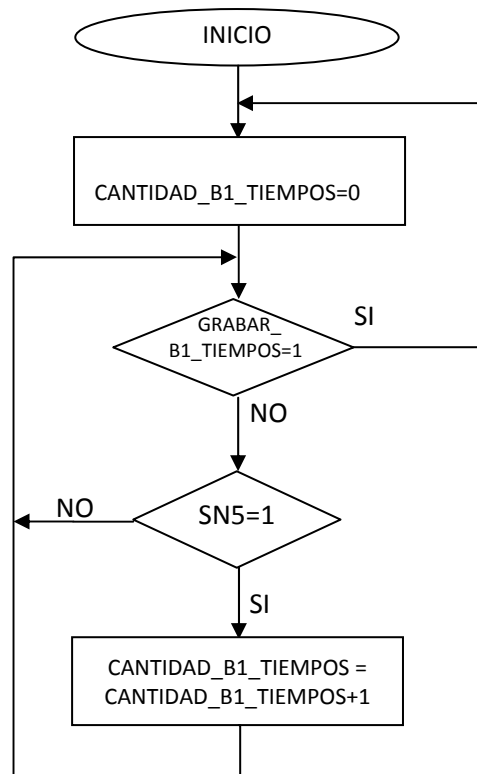 INICIO
CANTIDAD_B1_TIEMPOS=0
GRABAR_
B1_TIEMPOS=1
SI
NO
SN5=1
NO
SI
CANTIDAD_B1_TIEMPOS =
CANTIDAD_B1_TIEMPOS+1